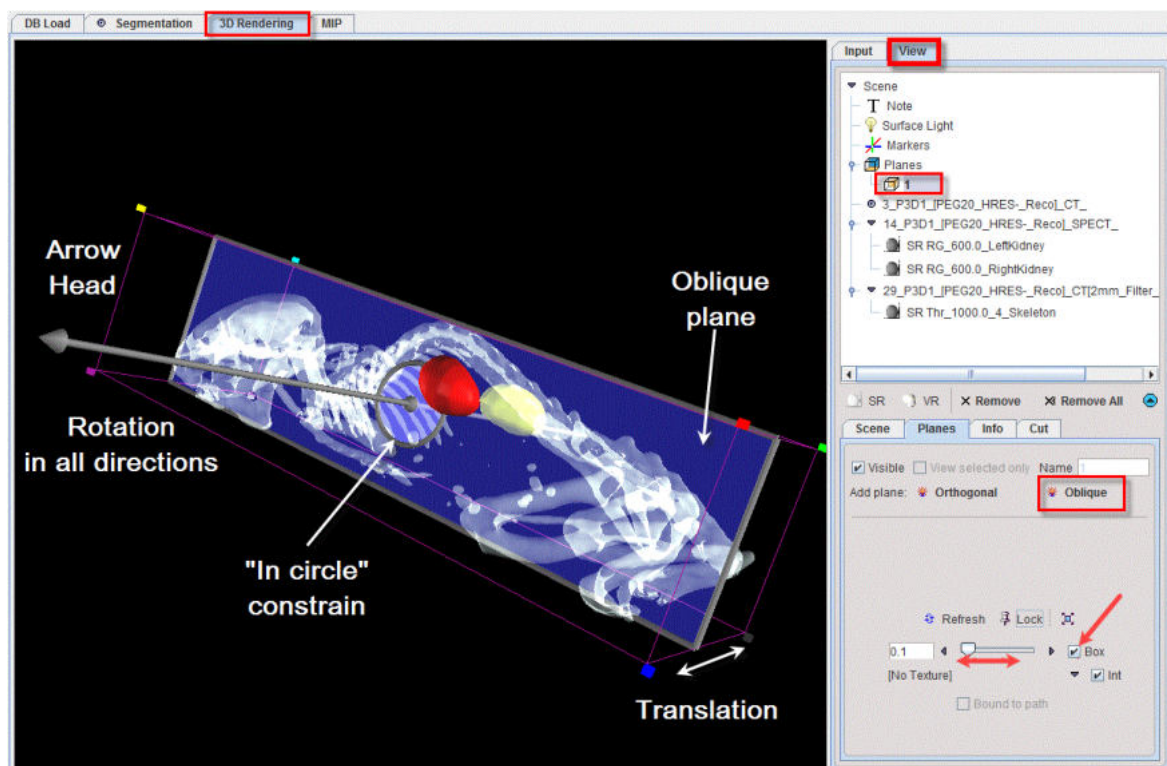 DB Load
Segmentation
3D Rendering
MIP
Arrow
Head
Oblique
plane
Rotation
in all directions
"In circle"
constrain
Translation
Input
View
Scene
Note
Surface Light
Markers
Planes
1
3_P3D1_[PEG20_HRES-_Reco]_CT_
14_P3D1_[PEG20_HRES-_Reco]_SPECT_
SR RG_600.0_LeftKidney
SR RG_600.0_RightKidney
29_P3D1_[PEG20_HRES-_Reco]_CT[2mm_Filter_
SR Thr_1000.0_4_Skeleton
SR VR Remove Remove All
Scene Planes Info Cut
Visible View selected only Name 1
Add plane: Orthogonal Oblique
Refresh Lock
0.1 Box
[No Texture] Int
Bound to path